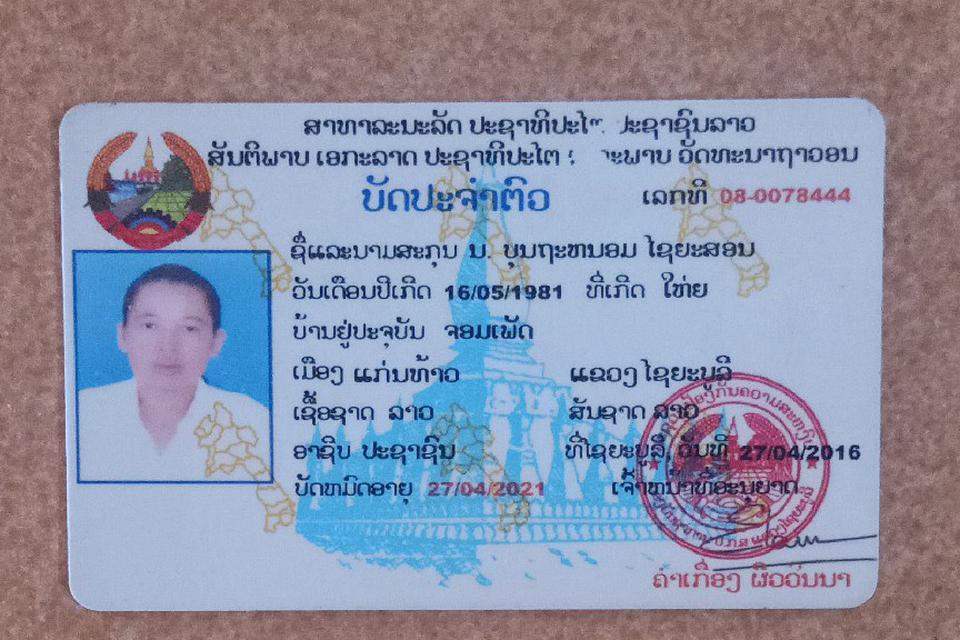 ສາທາລະນະລັດ ປະຊາທິປະໄຕ ປະຊາຊົນລາວ
ສັນຕິພາບ ເອກະລາດ ປະຊາທິປະໄຕ ວັດທະນາຖາວອນ
ບັດປະຈຳຕົວ ເລກທີ 08-0078444
ຊື່ແລະນາມສະກຸນ ນ. ບຸນຖະຫນອມ ໄຊຍະສອນ
ວັນເດືອນປີເກີດ 16/05/1981 ທີ່ເກີດ ໃຫ່ຍ
ບ້ານຢູ່ປະຈຸບັນ ຈອມເພັດ
ເມືອງ ແກ່ນທ້າວ ແຂວງ ໄຊຍະບູລີ
ເຊື້ອຊາດ ລາວ ສັນຊາດ ລາວ
ອາຊິບ ປະຊາຊົນ ທີ່ໄຊຍະບູລີ, ວັນທີ 27/04/2016
ບັດຫມົດອາຍຸ 27/04/2021 ເຈົ້າຫນ້າທີ່ອະນຸຍາດ
ຄຳເກື່ອງ ຜິວວັນນາ